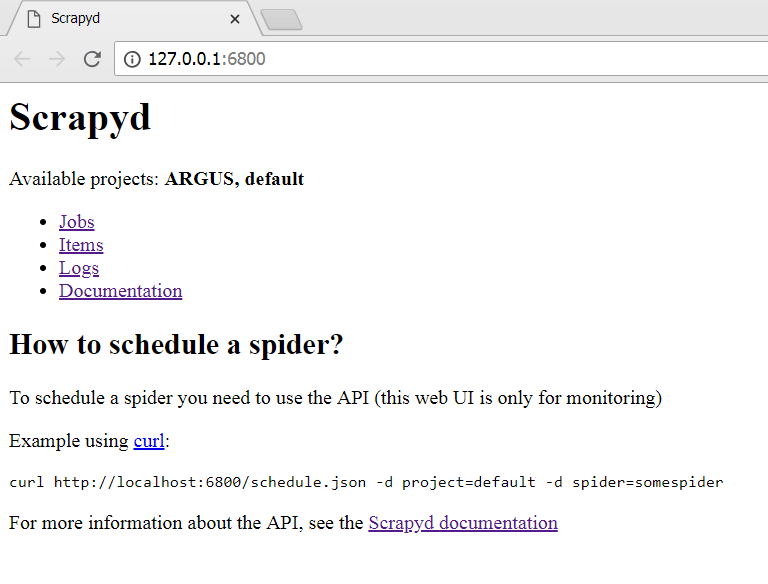 Scrapyd
127.0.0.1:6800
Scrapyd
Available projects: ARGUS, default
Jobs
Items
Logs
Documentation
How to schedule a spider?
To schedule a spider you need to use the API (this web UI is only for monitoring)
Example using curl:
curl http://localhost:6800/schedule.json -d project=default -d spider=somespider
For more information about the API, see the Scrapyd documentation